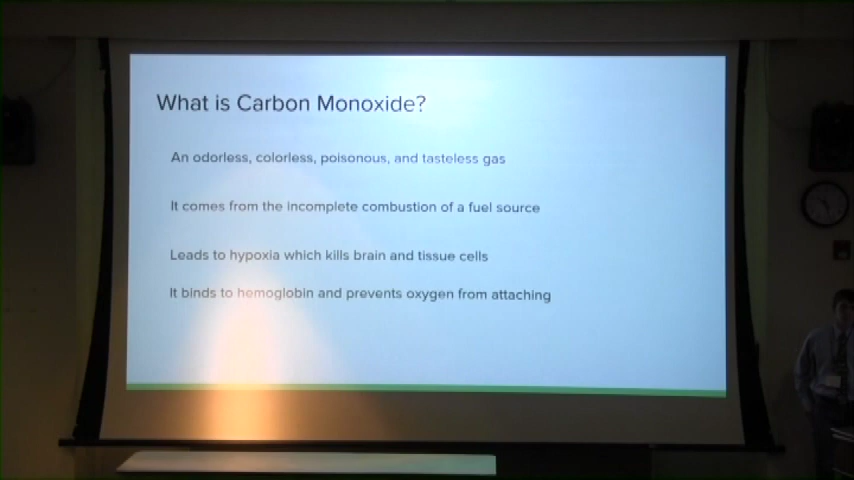 What is Carbon Monoxide?
An odorless, colorless, poisonous, and tasteless gas
It comes from the incomplete combustion of a fuel source
Leads to hypoxia which kills brain and tissue cells
It binds to hemoglobin and prevents oxygen from attaching